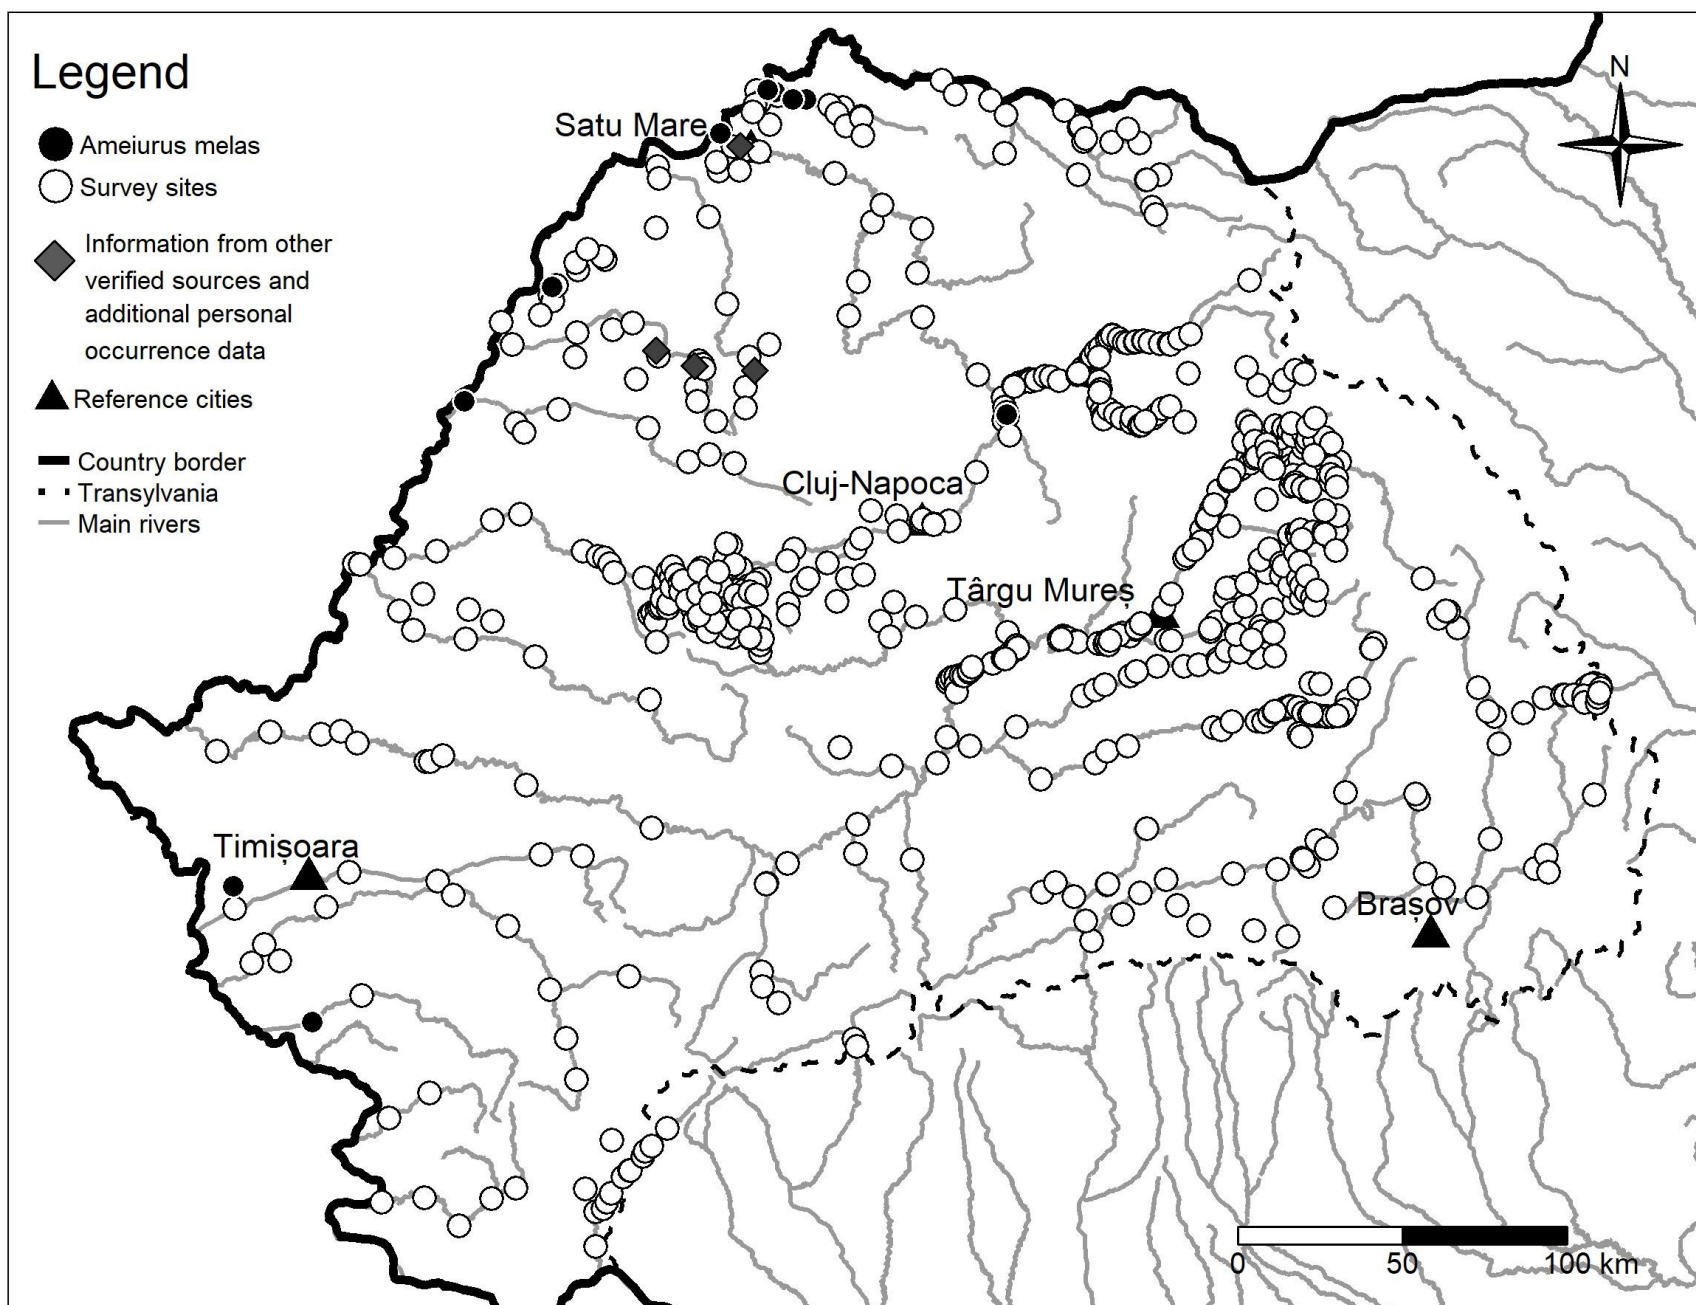 Legend
Ameiurus melas
Survey sites
Information from other
verified sources and
additional personal
occurrence data
Reference cities
Country border
Transylvania
Main rivers
N
Satu Mare
Cluj-Napoca
Târgu Mureș
Timișoara
Brașov
0 50 100 km